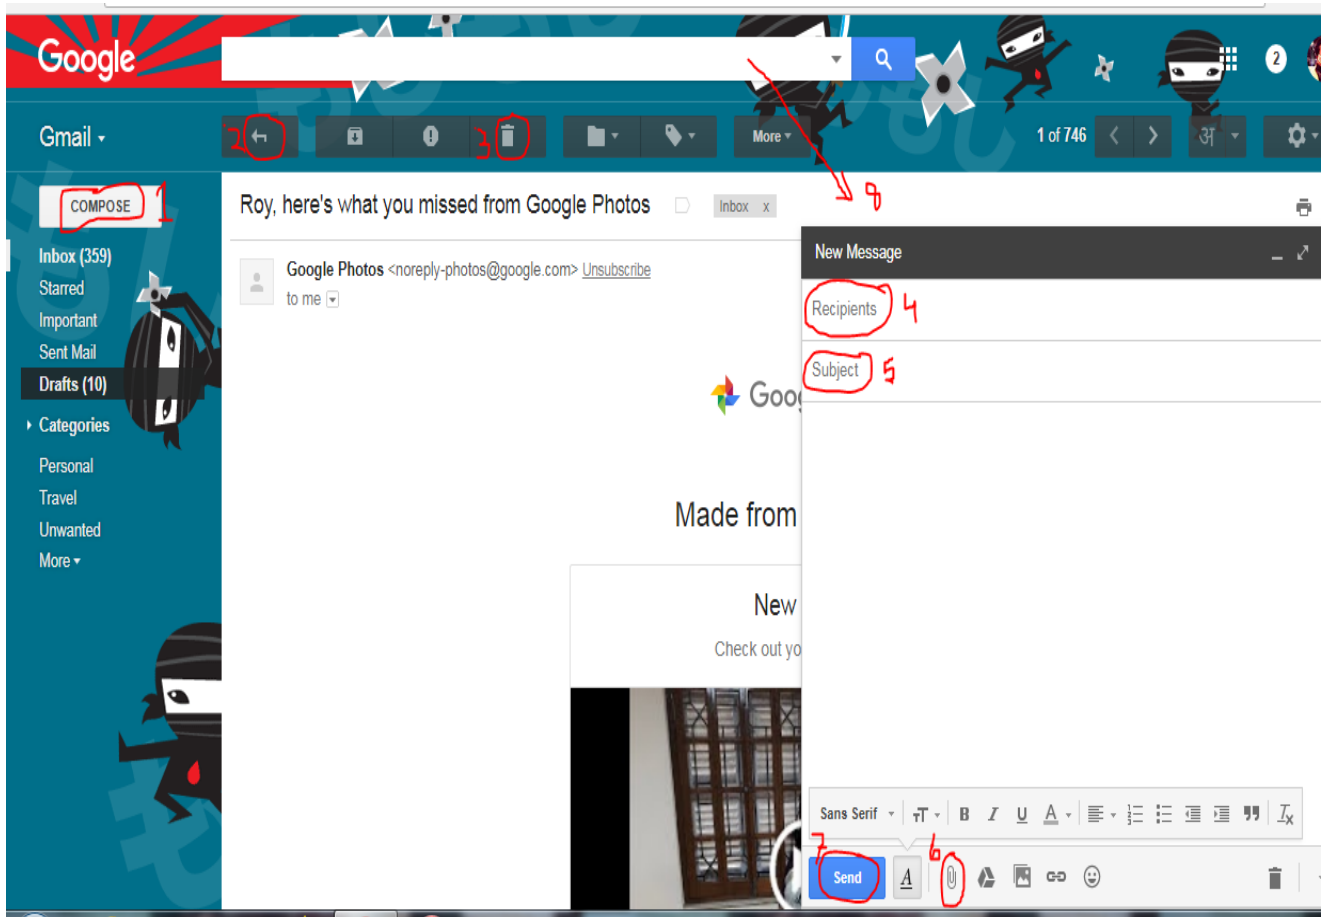 Google
2
Gmail
2
3
More
1 of 746
अ
COMPOSE 1
Roy, here's what you missed from Google Photos
Inbox x
8
Inbox (359)
Starred
Important
Sent Mail
Drafts (10)
Categories
Personal
Travel
Unwanted
More
Google Photos <noreply-photos@google.com> Unsubscribe
to me
Goog
Made from
New
Check out yo
New Message
Recipients 4
Subject 5
Sans Serif
B I U A
7
6
Send A